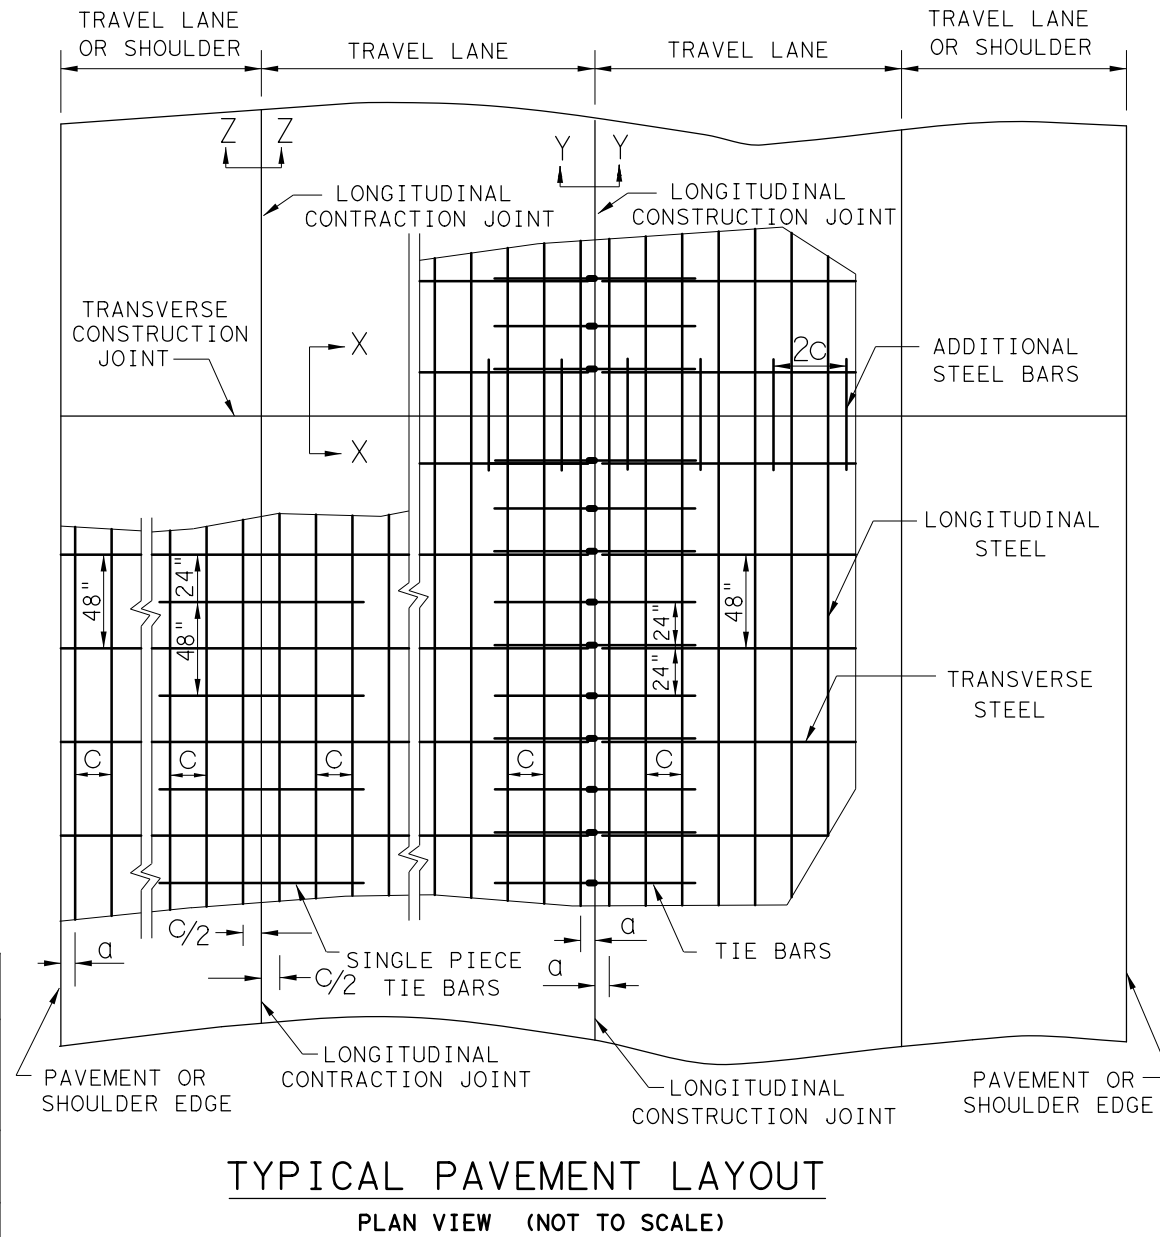 TRAVEL LANE
OR SHOULDER
TRAVEL LANE
TRAVEL LANE
TRAVEL LANE
OR SHOULDER
Z Z
Y Y
LONGITUDINAL
CONTRACTION JOINT
LONGITUDINAL
CONSTRUCTION JOINT
TRANSVERSE
CONSTRUCTION
JOINT
X
X
2c
ADDITIONAL
STEEL BARS
LONGITUDINAL
STEEL
48"
24"
48"
24"
24"
48"
TRANSVERSE
STEEL
C
C
C
C
C
C/2
a
C/2
SINGLE PIECE
TIE BARS
a
a
TIE BARS
PAVEMENT OR
SHOULDER EDGE
LONGITUDINAL
CONTRACTION JOINT
LONGITUDINAL
CONSTRUCTION JOINT
PAVEMENT OR
SHOULDER EDGE
TYPICAL PAVEMENT LAYOUT
PLAN VIEW (NOT TO SCALE)